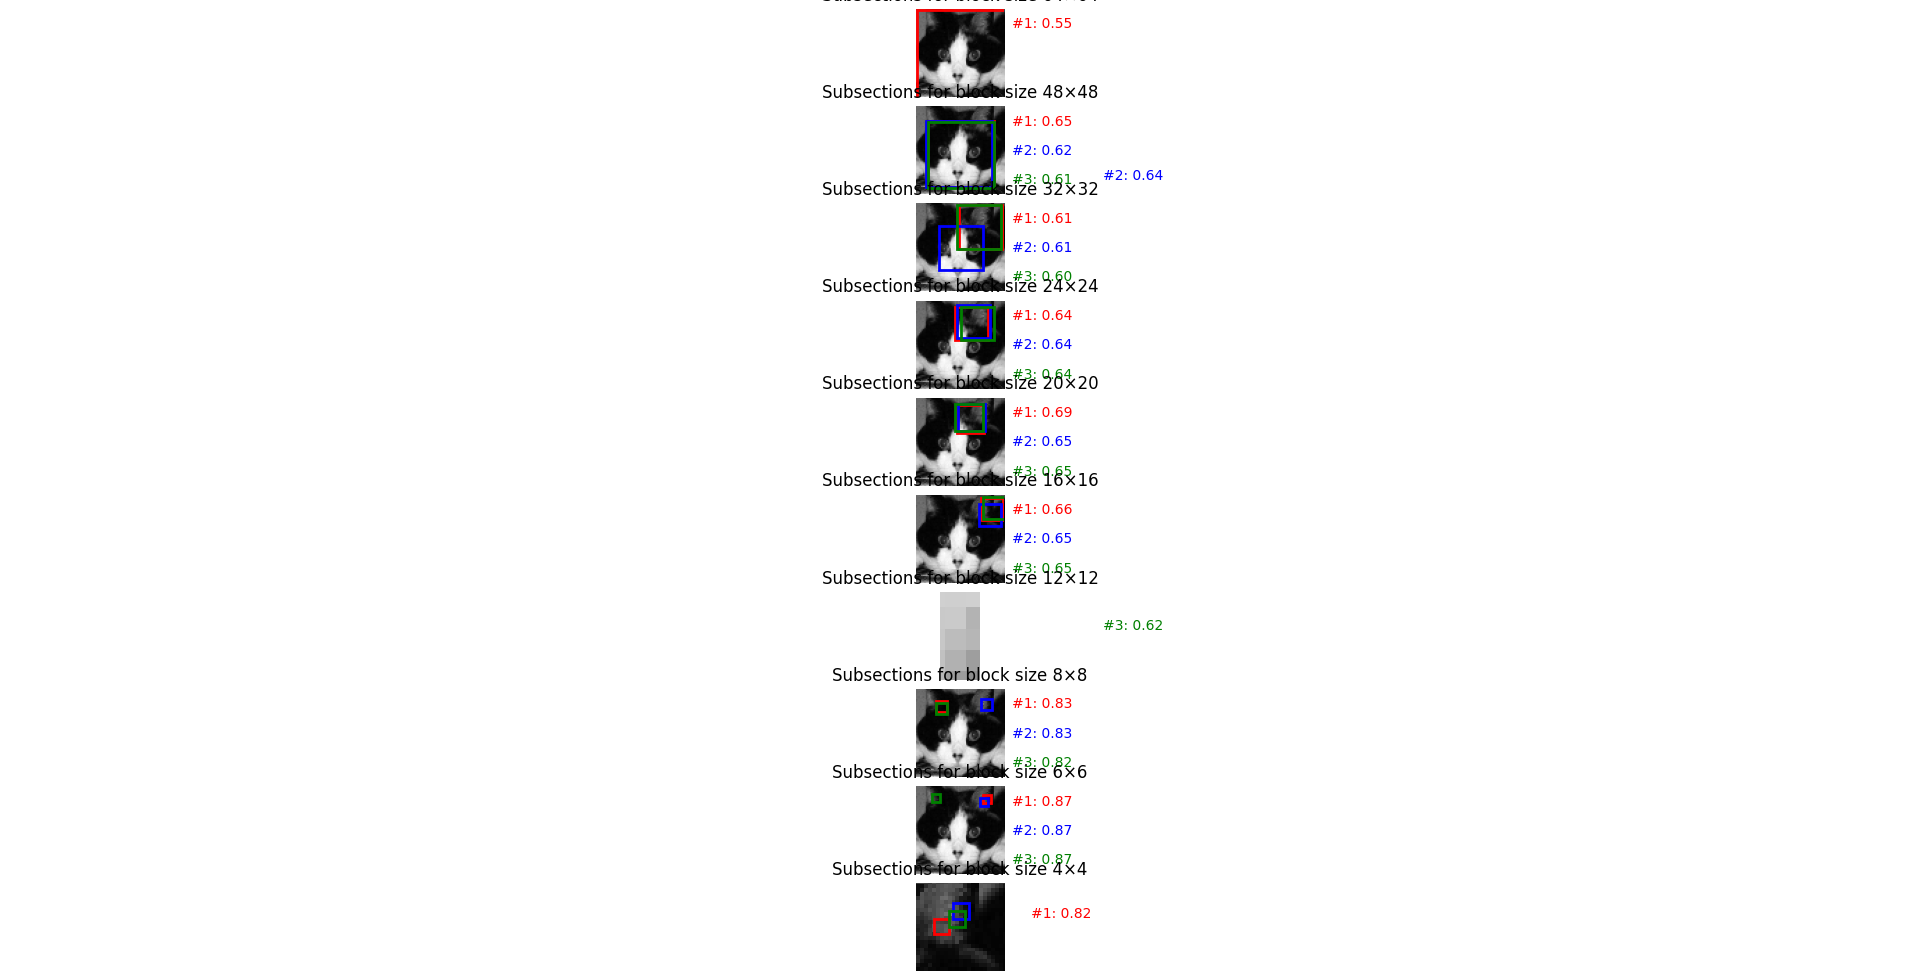 #1: 0.55
Subsections for block size 48×48
#1: 0.65
#2: 0.62
#3: 0.61
#2: 0.64
Subsections for block size 32×32
#1: 0.61
#2: 0.61
#3: 0.60
Subsections for block size 24×24
#1: 0.64
#2: 0.64
#3: 0.64
Subsections for block size 20×20
#1: 0.69
#2: 0.65
#3: 0.65
Subsections for block size 16×16
#1: 0.66
#2: 0.65
#3: 0.65
Subsections for block size 12×12
#3: 0.62
Subsections for block size 8×8
#1: 0.83
#2: 0.83
#3: 0.82
Subsections for block size 6×6
#1: 0.87
#2: 0.87
#3: 0.87
Subsections for block size 4×4
#1: 0.82